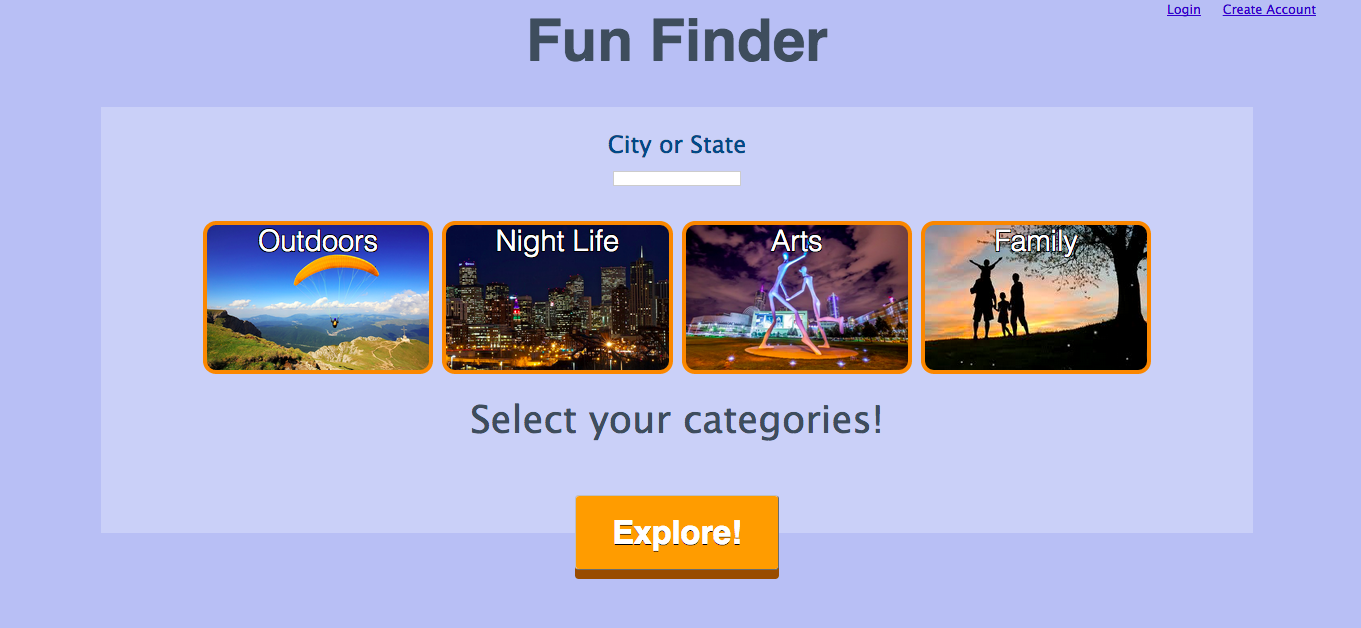 Login Create Account
Fun Finder
City or State
Outdoors Night Life Arts Family
Select your categories!
Explore!